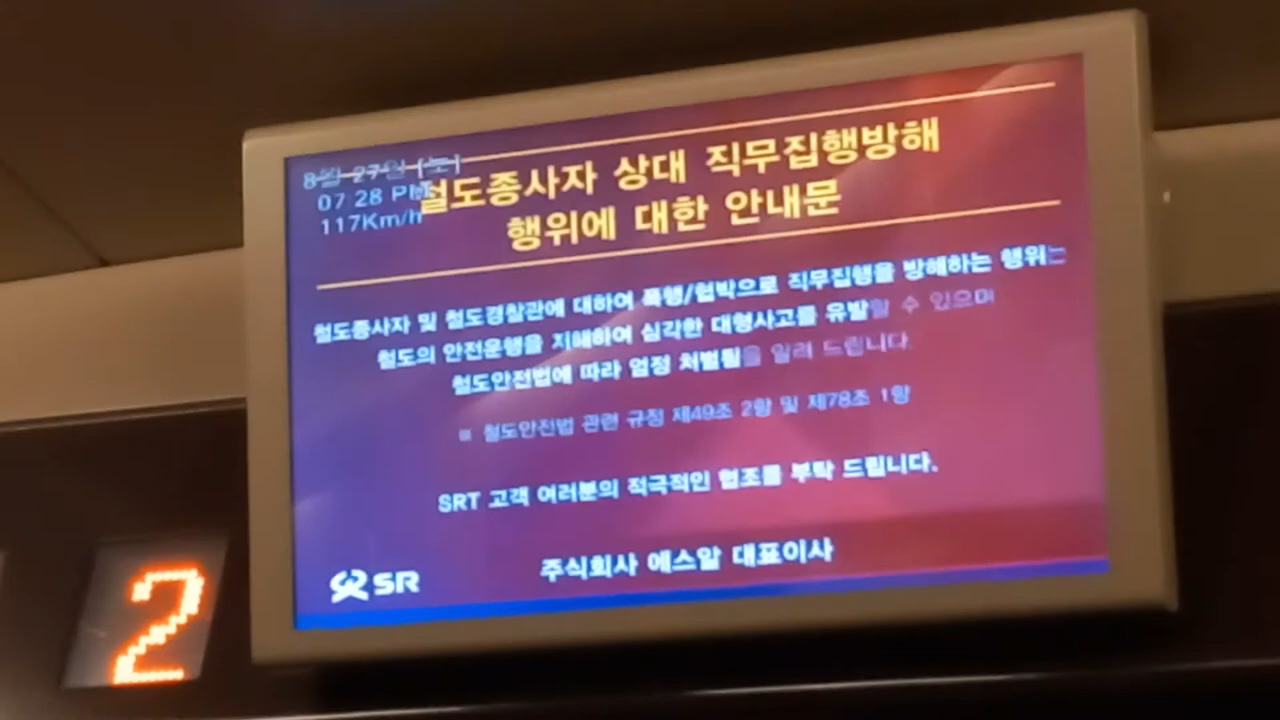 8월 27일 (토)
07 28 PM
117Km/h
철도종사자 상대 직무집행방해
행위에 대한 안내문
철도종사자 및 철도경찰관에 대하여 폭행/협박으로 직무집행을 방해하는 행위는
철도의 안전운행을 저해하여 심각한 대형사고를 유발할 수 있으며
철도안전법에 따라 엄정 처벌됨을 알려 드립니다.
※ 철도안전법 관련 규정 제49조 2항 및 제78조 1항
SRT 고객 여러분의 적극적인 협조를 부탁 드립니다.
주식회사 에스알 대표이사
SR
2